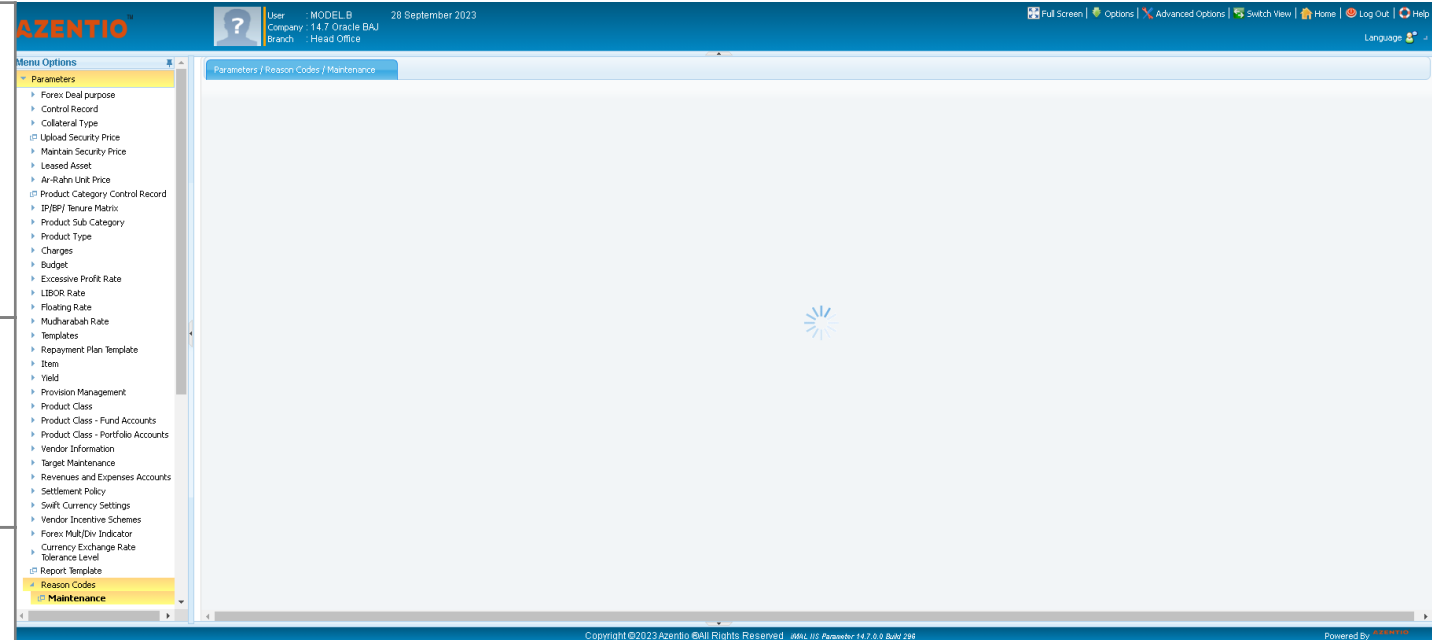 AZENTIO
User : MODEL.B 28 September 2023
Company : 14.7 Oracle BAJ
Branch : Head Office
Full Screen | Options | Advanced Options | Switch View | Home | Log Out | Help
Language
Menu Options
Parameters / Reason Codes / Maintenance
Parameters
Forex Deal purpose
Control Record
Collateral Type
Upload Security Price
Maintain Security Price
Leased Asset
Ar-Rahn Unit Price
Product Category Control Record
IP/BP/ Tenure Matrix
Product Sub Category
Product Type
Charges
Budget
Excessive Profit Rate
LIBOR Rate
Floating Rate
Mudharabah Rate
Templates
Repayment Plan Template
Item
Yield
Provision Management
Product Class
Product Class - Fund Accounts
Product Class - Portfolio Accounts
Vendor Information
Target Maintenance
Revenues and Expenses Accounts
Settlement Policy
Swift Currency Settings
Vendor Incentive Schemes
Forex Mult/Div Indicator
Currency Exchange Rate
Tolerance Level
Report Template
Reason Codes
Maintenance
Copyright ©2023 Azentio ®All Rights Reserved iMAL IIS Parameter 14.7.0.0 Build 296
Powered By AZENTIO